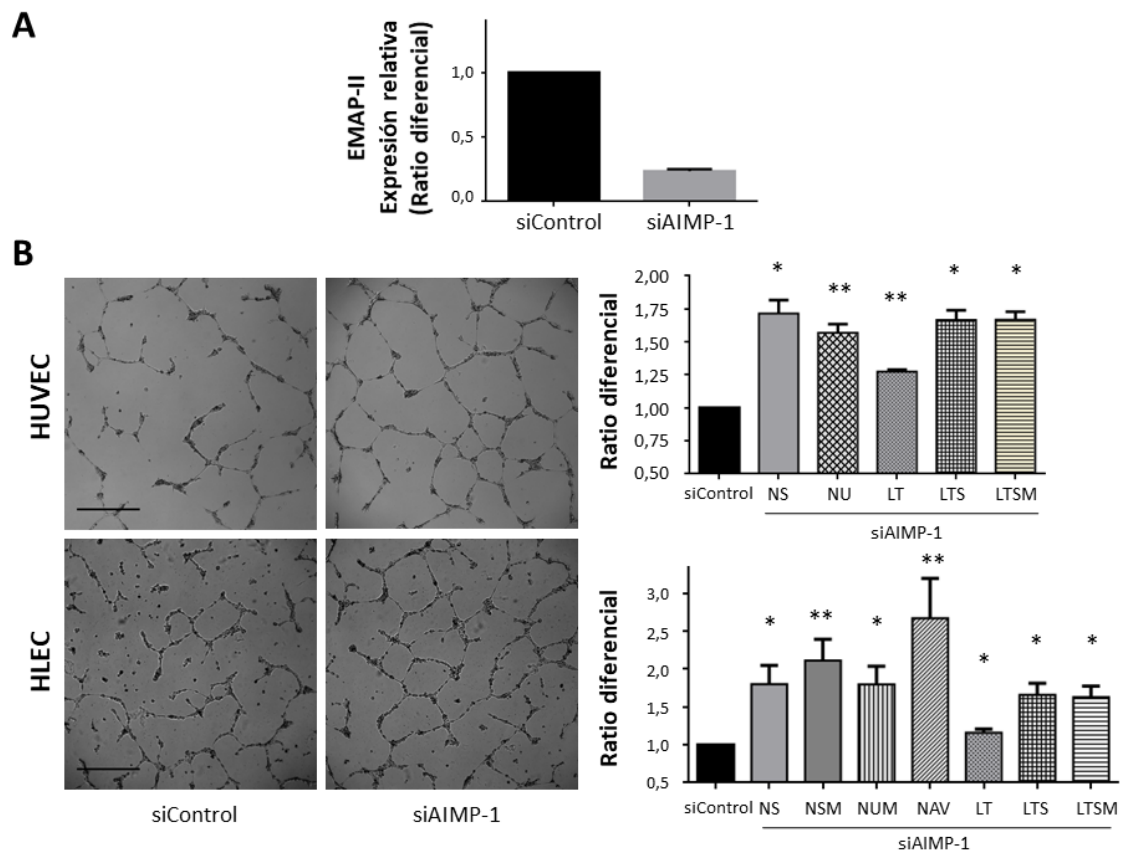 A
EMAP-II
Expresión relativa
(Ratio diferencial)
1,0
0,5
0,0
siControl
siAIMP-1
B
HUVEC
HLEC
siControl
siAIMP-1
Ratio diferencial
2,00
1,75
1,50
1,25
1,00
0,75
0,50
*
**
**
*
*
siControl NS NU LT LTS LTSM
siAIMP-1
Ratio diferencial
3,0
2,5
2,0
1,5
1,0
0,5
*
**
*
**
*
*
*
siControl NS NSM NUM NAV LT LTS LTSM
siAIMP-1